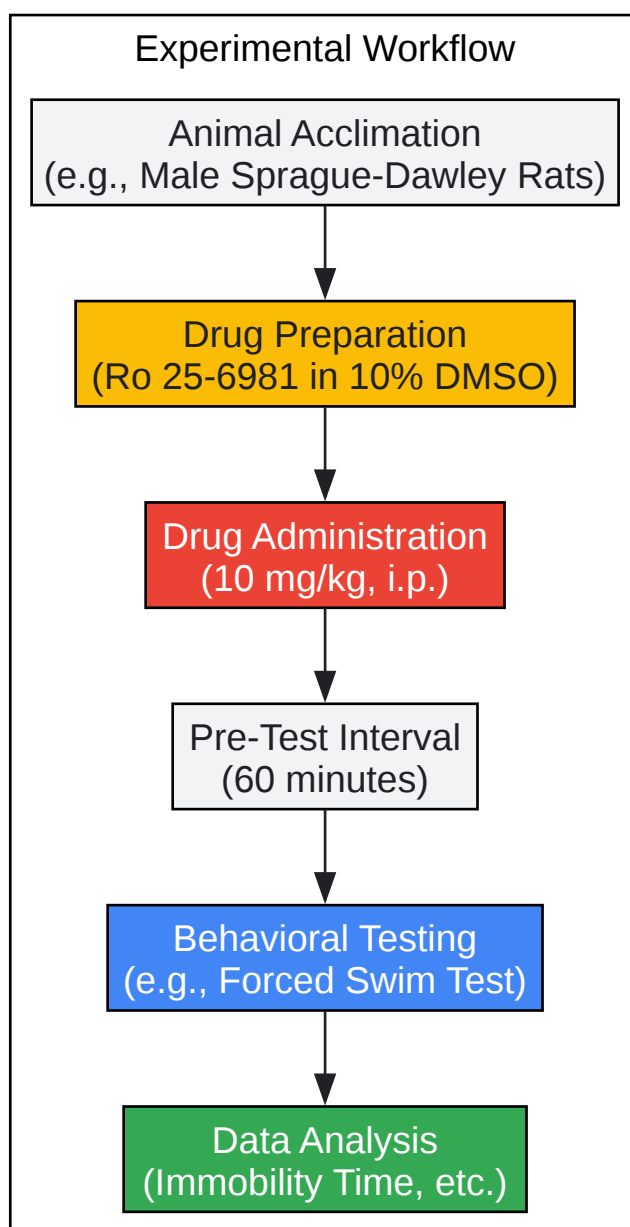 Experimental Workflow
Animal Acclimation
(e.g., Male Sprague-Dawley Rats)
Drug Preparation
(Ro 25-6981 in 10% DMSO)
Drug Administration
(10 mg/kg, i.p.)
Pre-Test Interval
(60 minutes)
Behavioral Testing
(e.g., Forced Swim Test)
Data Analysis
(Immobility Time, etc.)